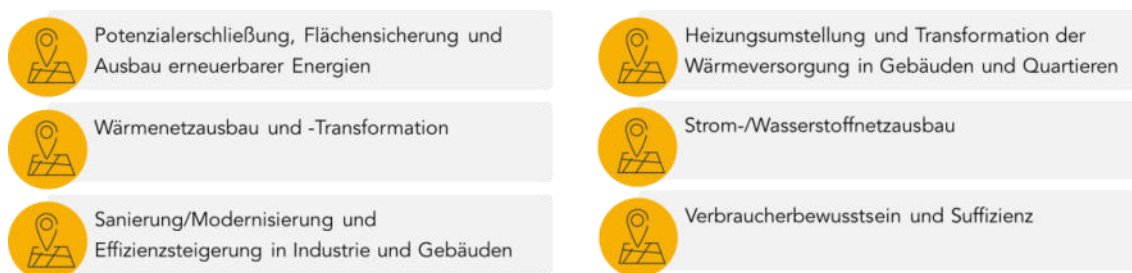 Potenzialerschließung, Flächensicherung und
Ausbau erneuerbarer Energien
Wärmenetzausbau und -Transformation
Sanierung/Modernisierung und
Effizienzsteigerung in Industrie und Gebäuden
Heizungsumstellung und Transformation der
Wärmeversorgung in Gebäuden und Quartieren
Strom-/Wasserstoffnetzausbau
Verbraucherbewusstsein und Suffizienz